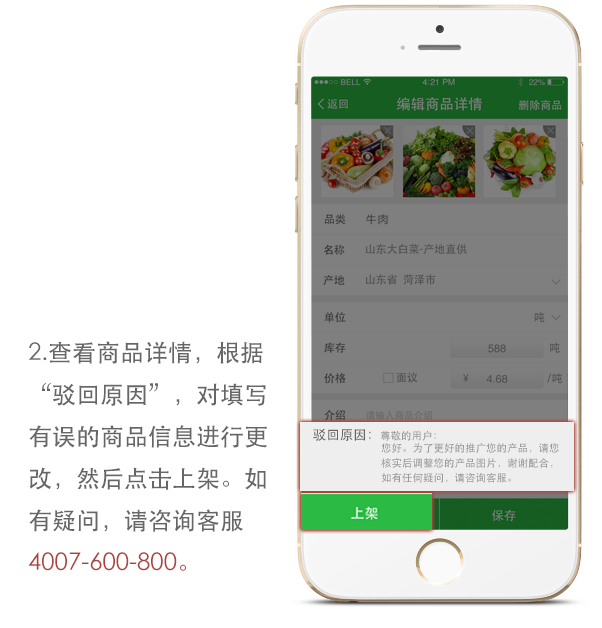 BELL 4:21 PM 22%
返回 编辑商品详情 删除商品
品类 牛肉
名称 山东大白菜-产地直供
产地 山东省 菏泽市
单位 吨
库存 588 吨
价格 面议 ¥ 4.68 /吨
介绍 请输入商品介绍
驳回原因: 尊敬的用户:
您好。为了更好的推广您的产品，请您
核实后调整您的产品图片，谢谢配合，
如有任何疑问，请咨询客服。
上架 保存
2.查看商品详情，根据
“驳回原因”，对填写
有误的商品信息进行更
改，然后点击上架。如
有疑问，请咨询客服
4007-600-800。